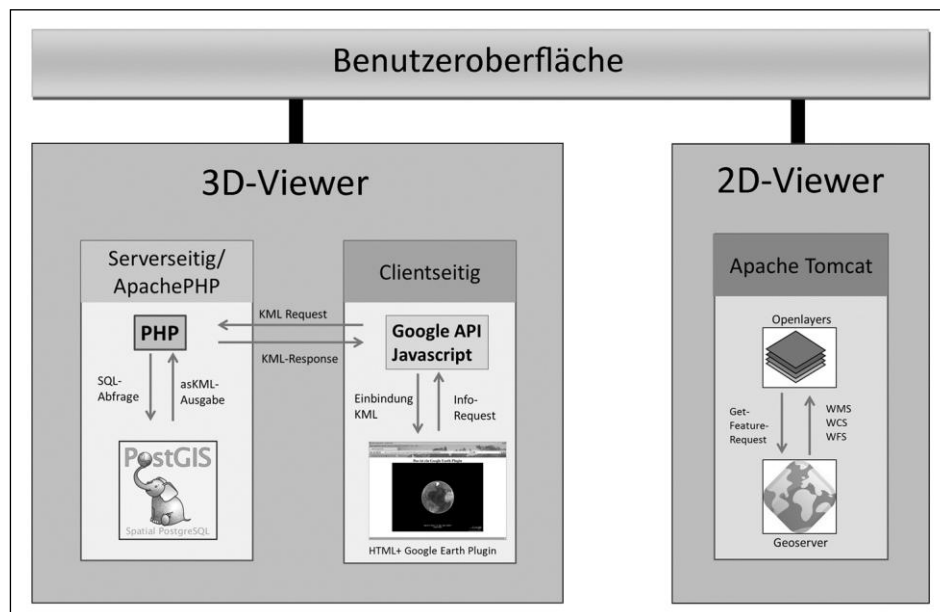 Benutzeroberfläche
3D-Viewer
Serverseitig/
ApachePHP
PHP
SQL-
Abfrage
asKML-
Ausgabe
PostGIS
Spatial PostgreSQL
KML Request
KML-Response
Clientseitig
Google API
Javascript
Einbindung
KML
Info-
Request
HTML+ Google Earth Plugin
2D-Viewer
Apache Tomcat
Openlayers
Get-
Feature-
Request
WMS
WCS
WFS
Geoserver